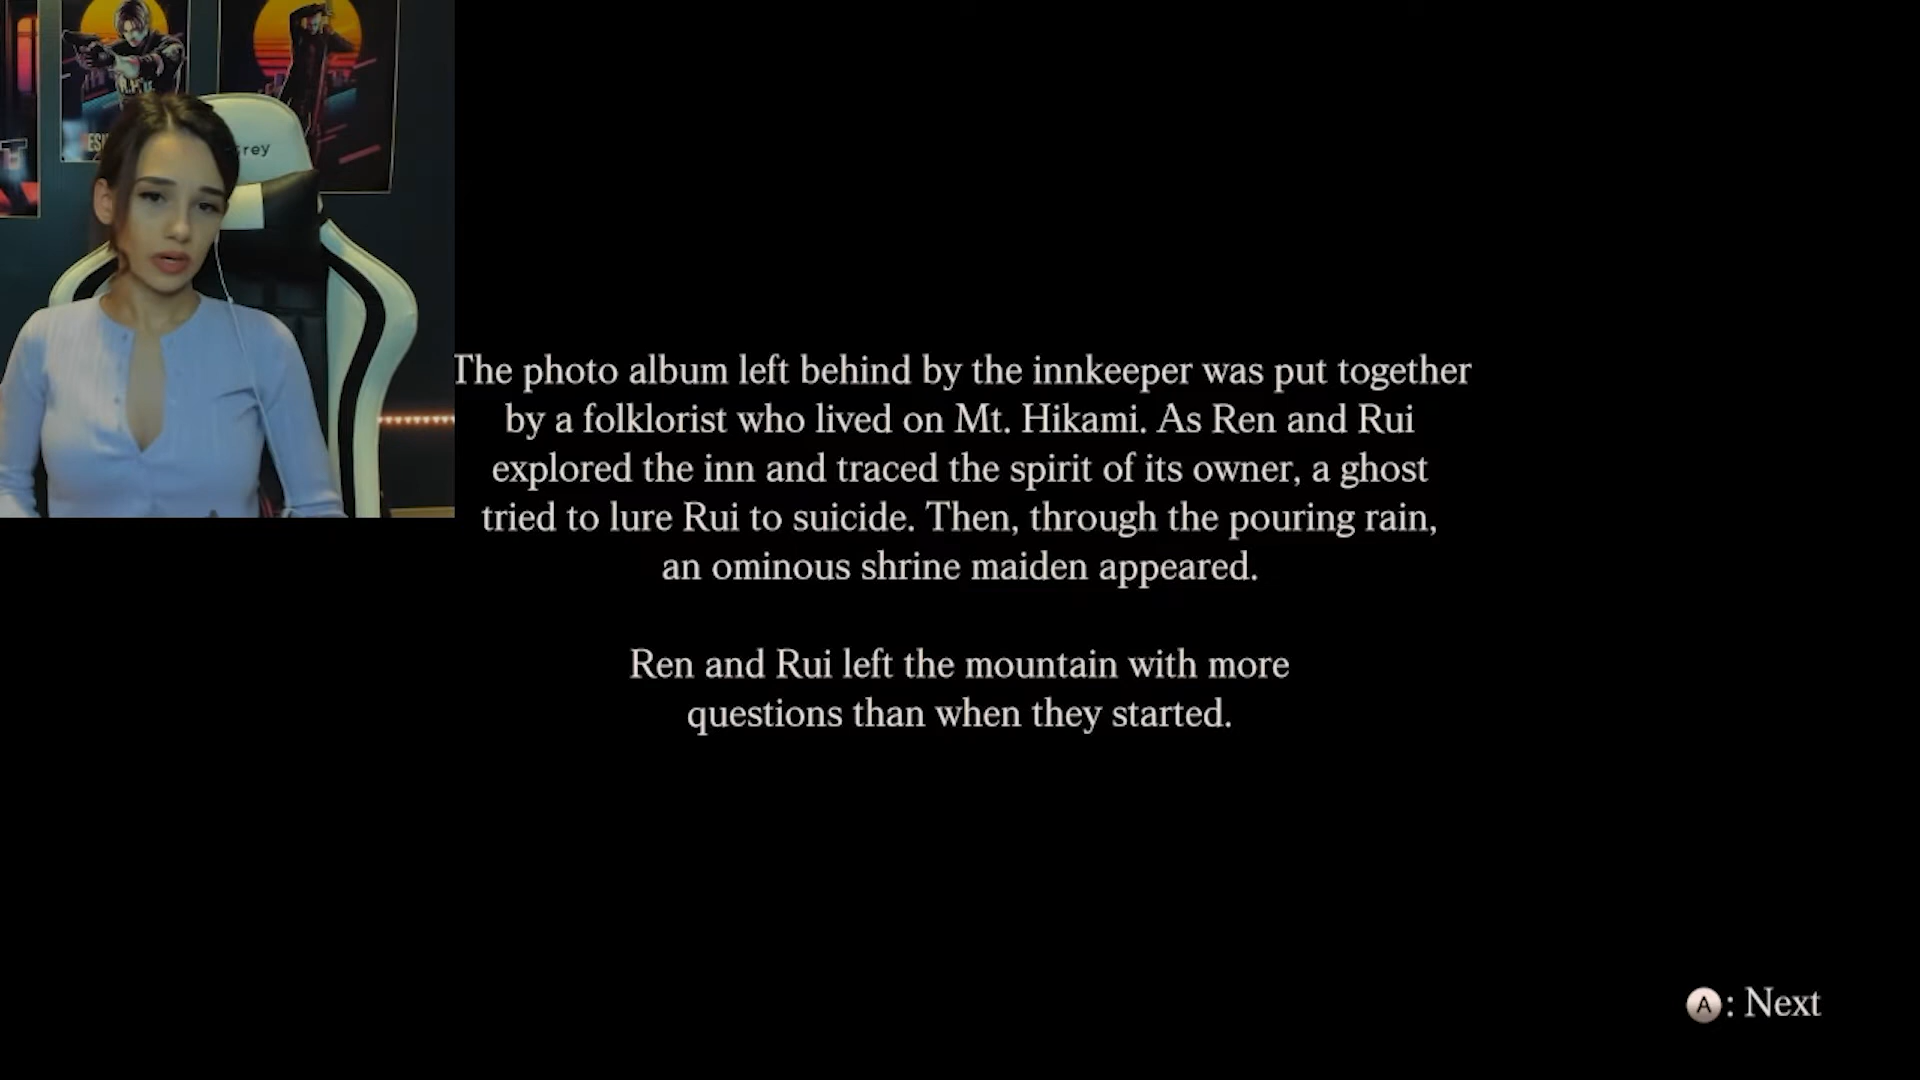 rey
ESI
The photo album left behind by the innkeeper was put together
by a folklorist who lived on Mt. Hikami. As Ren and Rui
explored the inn and traced the spirit of its owner, a ghost
tried to lure Rui to suicide. Then, through the pouring rain,
an ominous shrine maiden appeared.
Ren and Rui left the mountain with more
questions than when they started.
A: Next